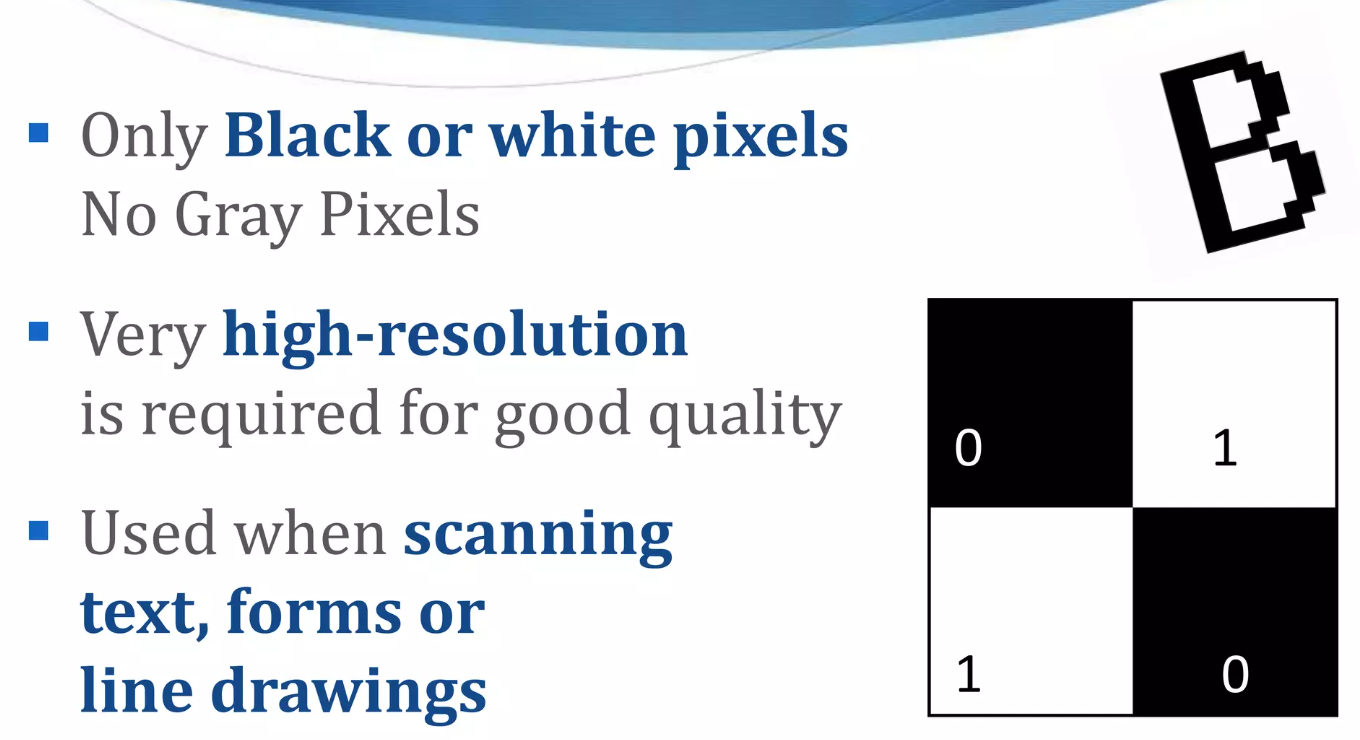 B
Only Black or white pixels
No Gray Pixels
Very high-resolution
is required for good quality
Used when scanning
text, forms or
line drawings
0 1
1 0